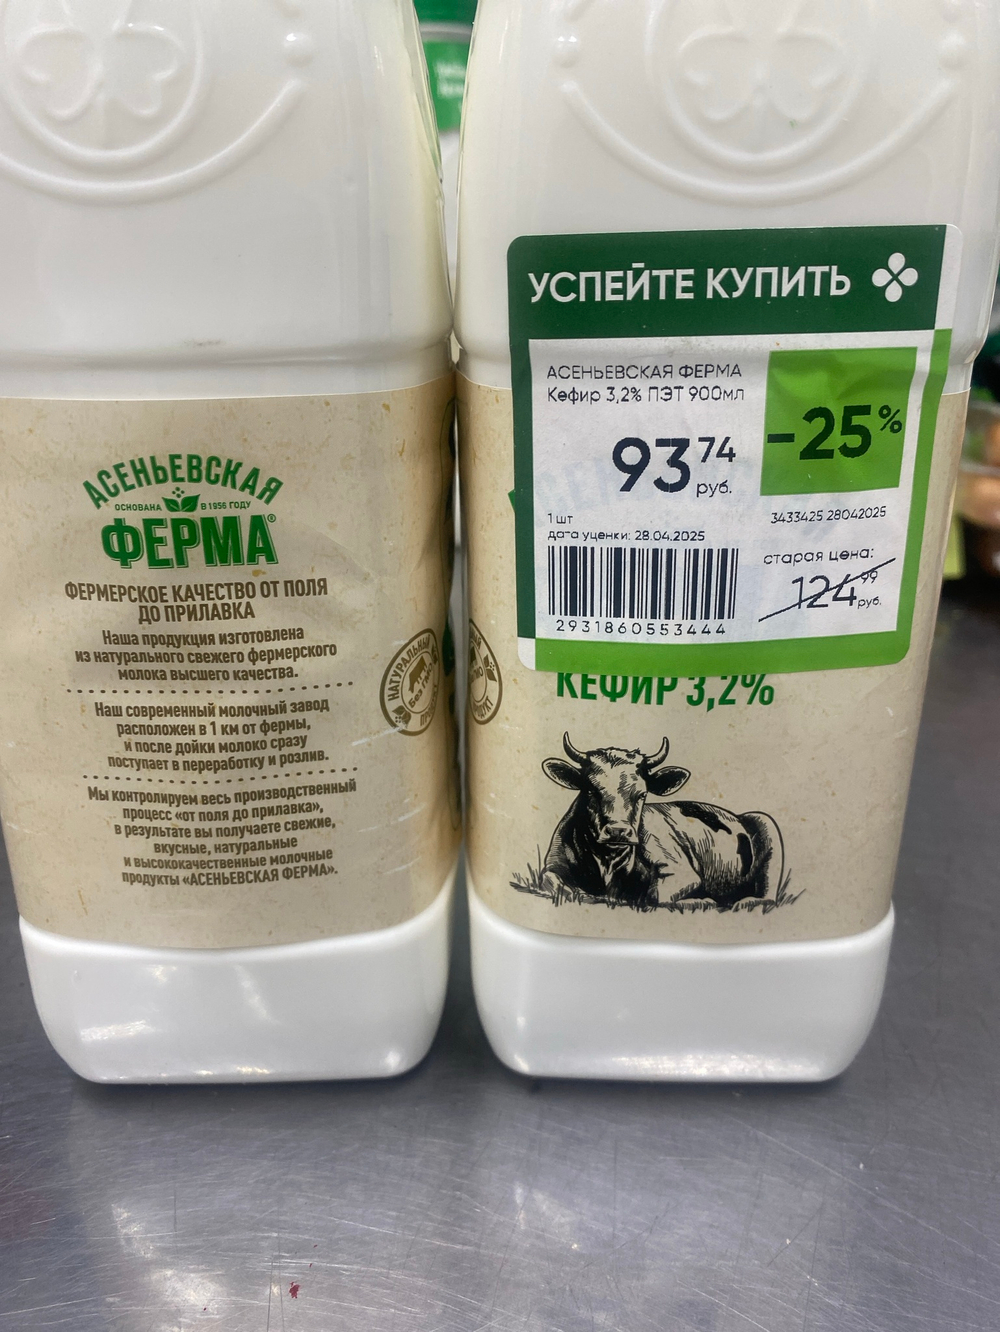 АСЕНЬЕВСКАЯ
ОСНОВАНА В 1956 ГОДУ
ФЕРМА®
ФЕРМЕРСКОЕ КАЧЕСТВО ОТ ПОЛЯ
ДО ПРИЛАВКА
Наша продукция изготовлена
из натурального свежего фермерского
молока высшего качества.
Наш современный молочный завод
расположен в 1 км от фермы,
и после дойки молоко сразу
поступает в переработку и розлив.
Мы контролируем весь производственный
процесс «от поля до прилавка»,
в результате вы получаете свежие,
вкусные, натуральные
и высококачественные молочные
продукты «АСЕНЬЕВСКАЯ ФЕРМА».
НАТУРАЛЬНЫЙ
Без ГМО
УСПЕЙТЕ КУПИТЬ
АСЕНЬЕВСКАЯ ФЕРМА
Кефир 3,2% ПЭТ 900мл
-25%
93 74
руб.
1 шт
3433425 28042025
дата уценки: 28.04.2025
старая цена:
124 99
руб.
2931860553444
КЕФИР 3,2%